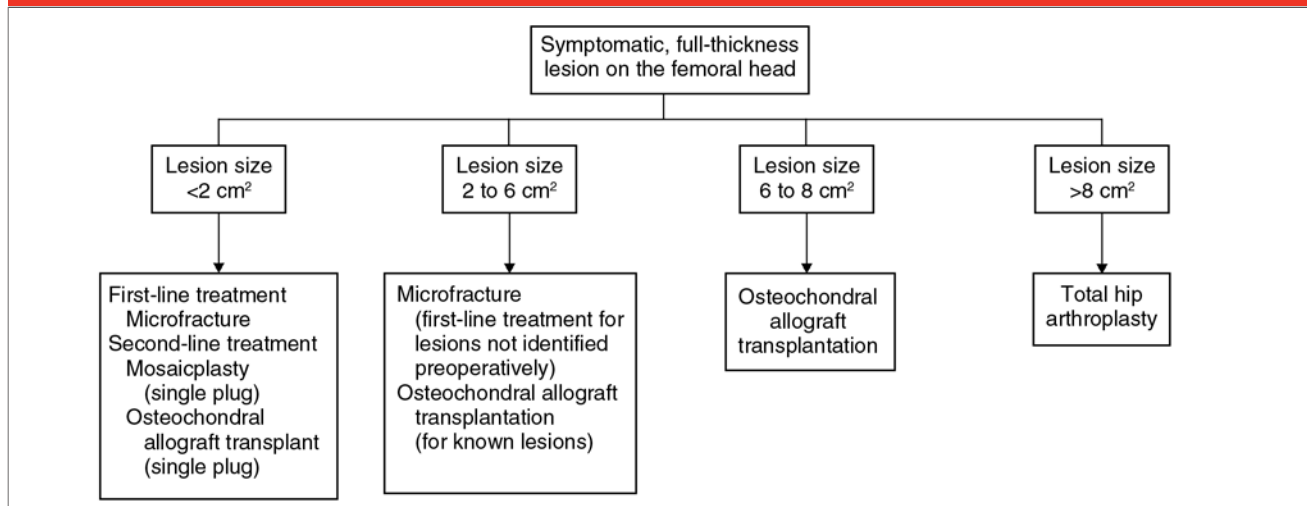 Symptomatic, full-thickness
lesion on the femoral head
Lesion size
<2 cm²
Lesion size
2 to 6 cm²
Lesion size
6 to 8 cm²
Lesion size
>8 cm²
First-line treatment
Microfracture
Second-line treatment
Mosaicplasty
(single plug)
Osteochondral
allograft transplant
(single plug)
Microfracture
(first-line treatment for
lesions not identified
preoperatively)
Osteochondral allograft
transplantation
(for known lesions)
Osteochondral
allograft
transplantation
Total hip
arthroplasty